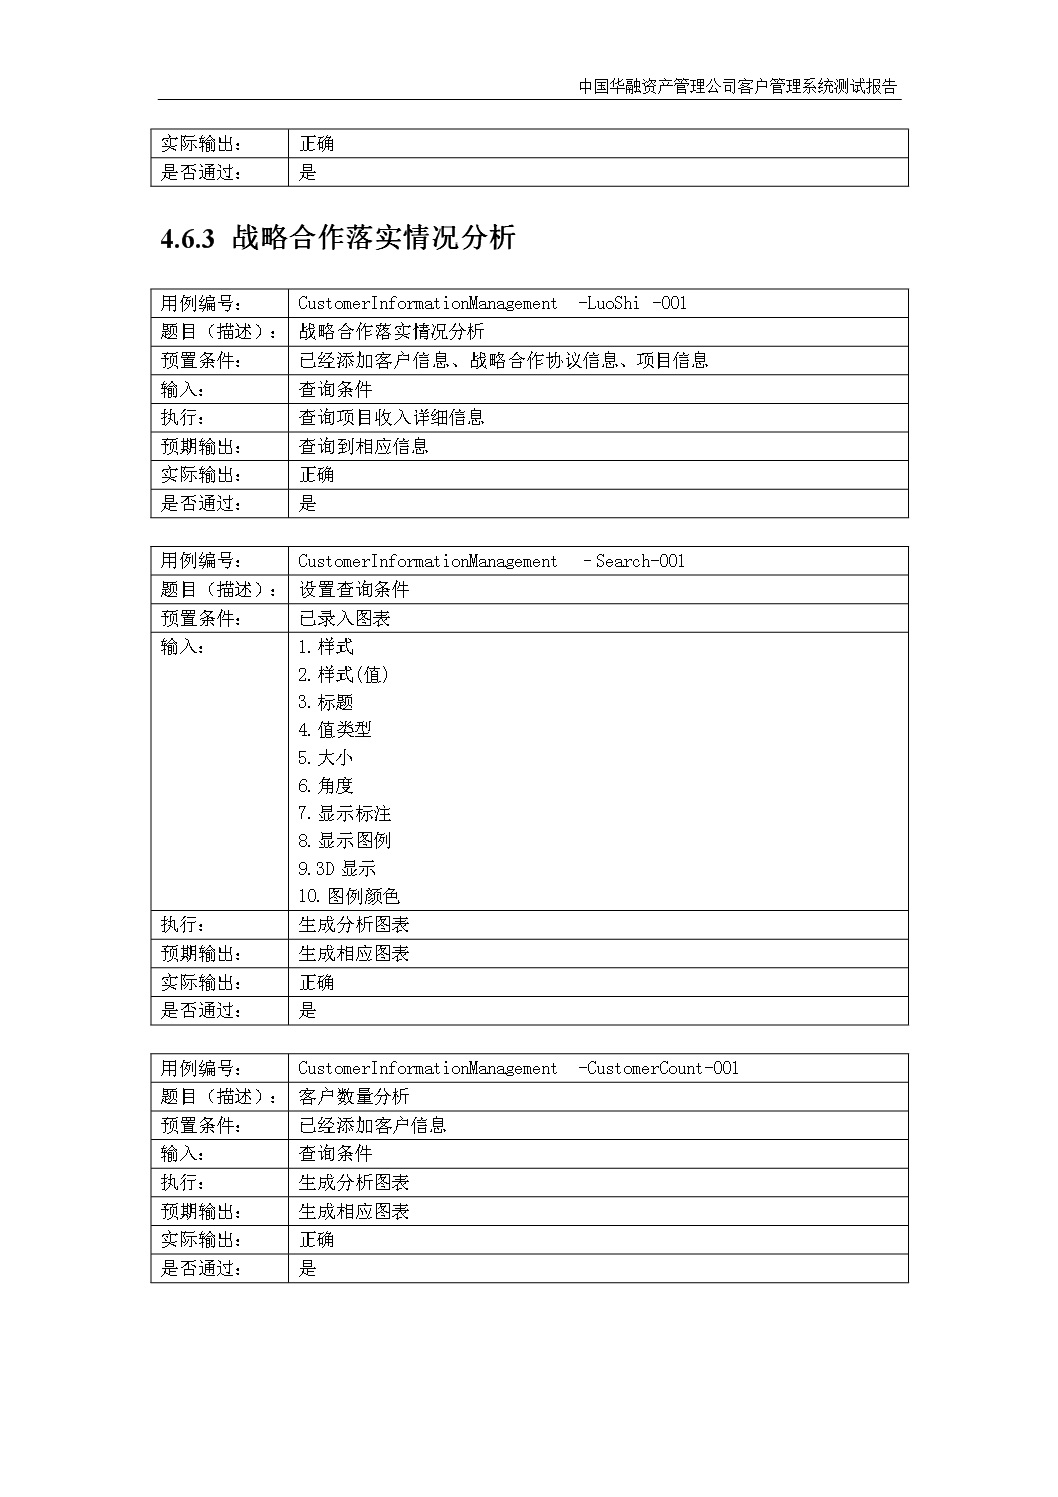 中国华融资产管理公司客户管理系统测试报告
实际输出： 正确
是否通过： 是
4.6.3 战略合作落实情况分析
用例编号： CustomerInformationManagement -LuoShi -001
题目（描述）： 战略合作落实情况分析
预置条件： 已经添加客户信息、战略合作协议信息、项目信息
输入： 查询条件
执行： 查询项目收入详细信息
预期输出： 查询到相应信息
实际输出： 正确
是否通过： 是
用例编号： CustomerInformationManagement –Search-001
题目（描述）： 设置查询条件
预置条件： 已录入图表
输入： 1.样式
2.样式(值)
3.标题
4.值类型
5.大小
6.角度
7.显示标注
8.显示图例
9.3D 显示
10.图例颜色
执行： 生成分析图表
预期输出： 生成相应图表
实际输出： 正确
是否通过： 是
用例编号： CustomerInformationManagement -CustomerCount-001
题目（描述）： 客户数量分析
预置条件： 已经添加客户信息
输入： 查询条件
执行： 生成分析图表
预期输出： 生成相应图表
实际输出： 正确
是否通过： 是